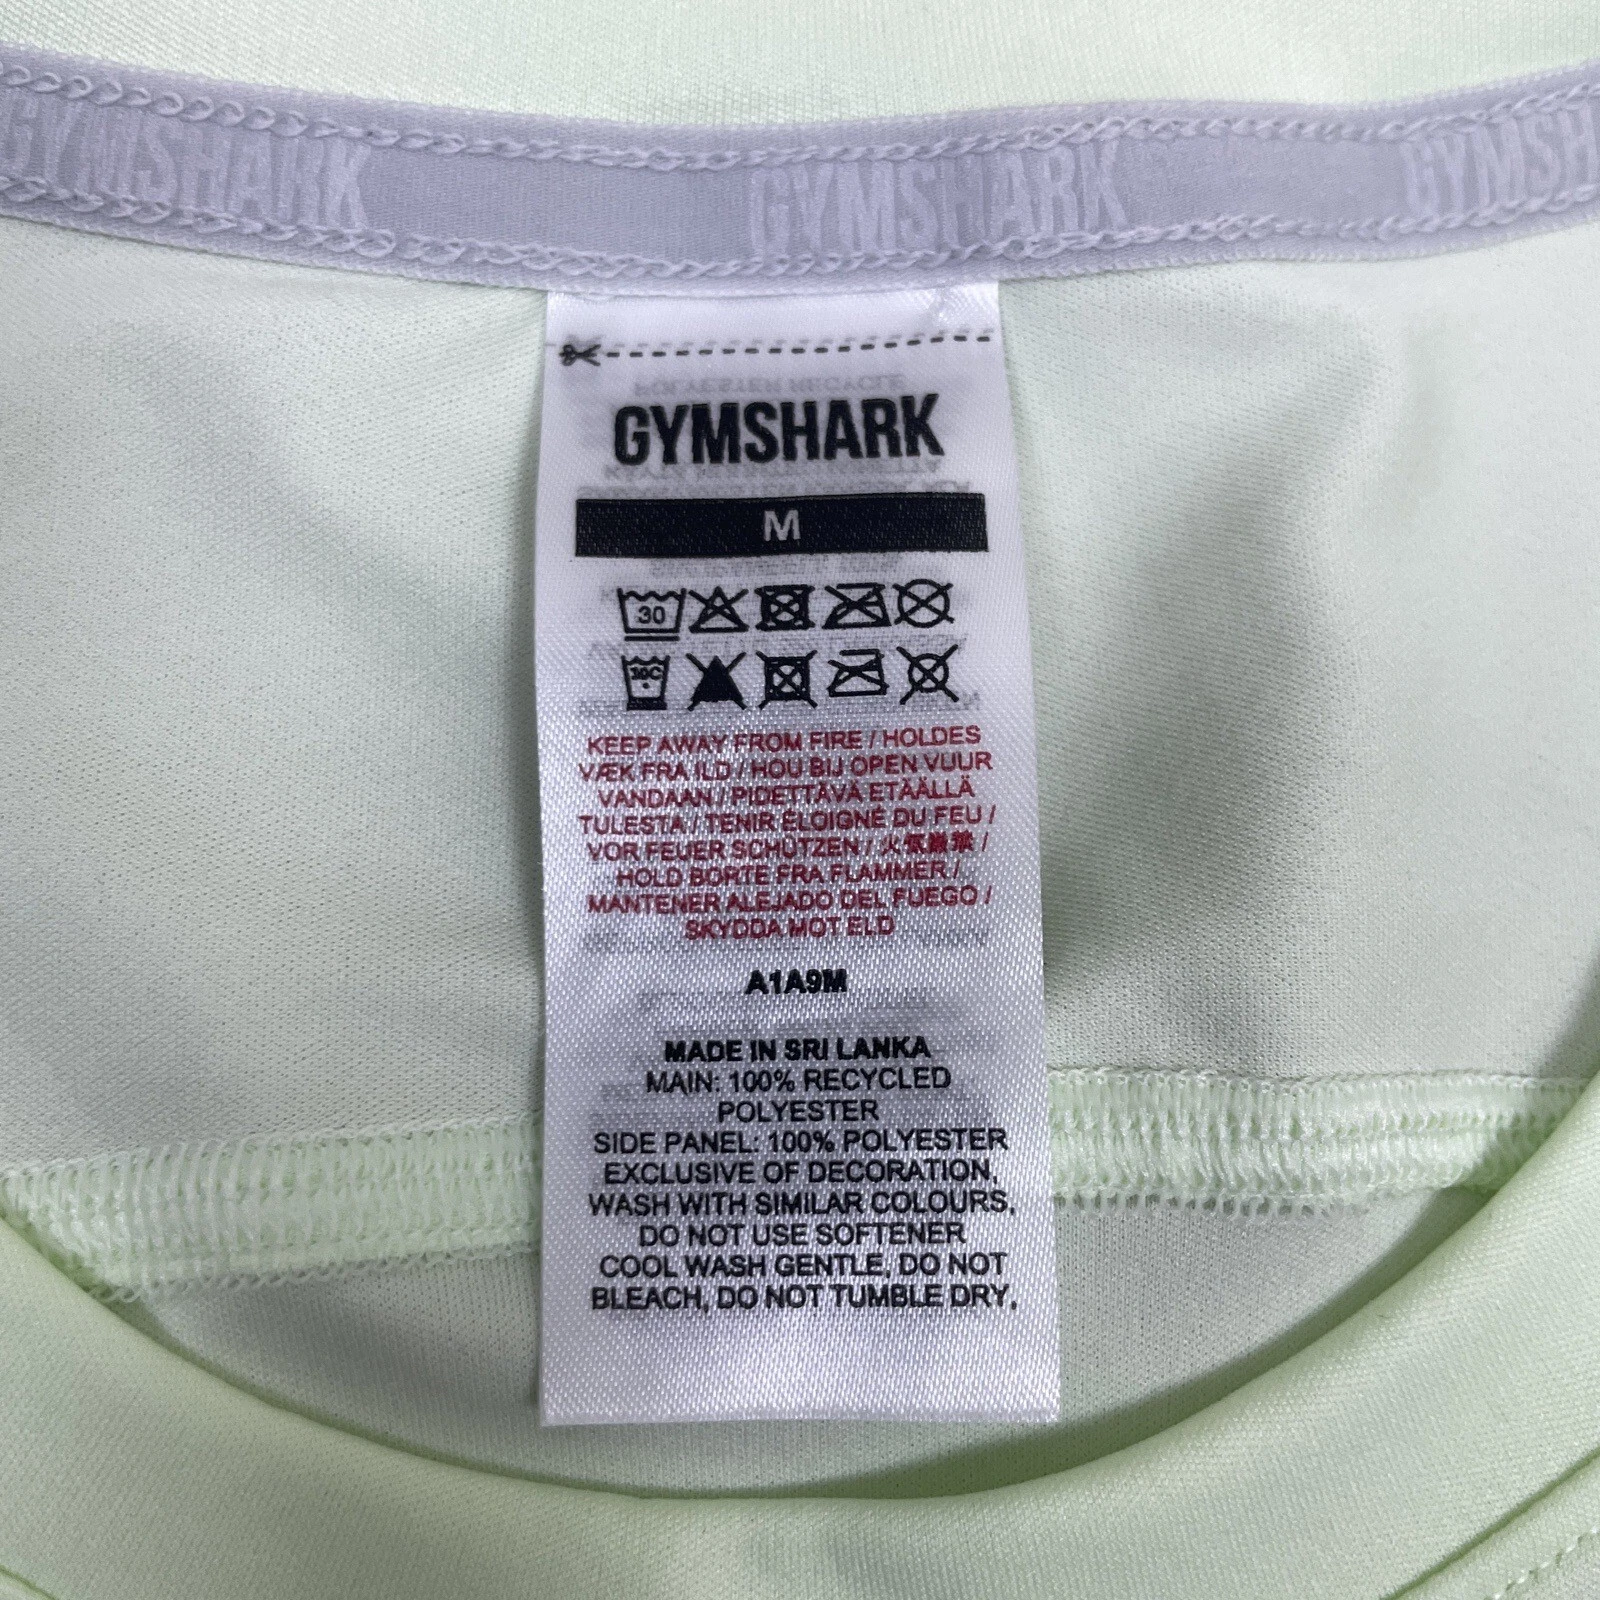 GYMSHARK GYMSHARK GYMSH
GYMSHARK
M
30
30C
KEEP AWAY FROM FIRE / HOLDES
VÆK FRA ILD / HOU BIJ OPEN VUUR
VANDAAN / PIDETTÄVÄ ETÄÄLLÄ
TULESTA / TENIR ÉLOIGNÉ DU FEU /
VOR FEUER SCHÜTZEN / 火気厳禁 /
HOLD BORTE FRA FLAMMER /
MANTENER ALEJADO DEL FUEGO /
SKYDDA MOT ELD
A1A9M
MADE IN SRI LANKA
MAIN: 100% RECYCLED
POLYESTER
SIDE PANEL: 100% POLYESTER
EXCLUSIVE OF DECORATION,
WASH WITH SIMILAR COLOURS,
DO NOT USE SOFTENER
COOL WASH GENTLE, DO NOT
BLEACH, DO NOT TUMBLE DRY,